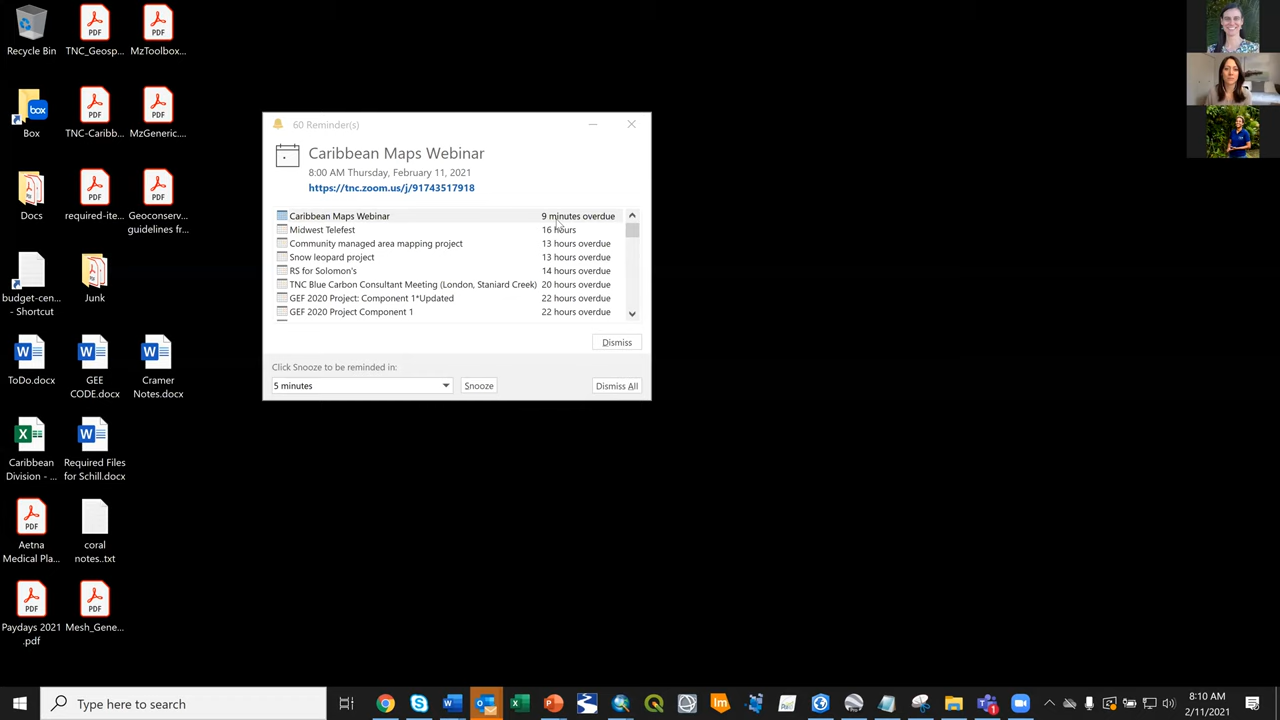 Recycle Bin
TNC_Geosp...
MzToolbox...
Box
TNC-Caribb...
MzGeneric....
Docs
required-ite...
Geoconserv...
guidelines fr...
budget-cen...
- Shortcut
Junk
ToDo.docx
GEE
CODE.docx
Cramer
Notes.docx
Caribbean
Division - ...
Required Files
for Schill.docx
Aetna
Medical Pla...
coral
notes..txt
Paydays 2021
.pdf
Mesh_Gene...
60 Reminder(s)
Caribbean Maps Webinar
8:00 AM Thursday, February 11, 2021
https://tnc.zoom.us/j/91743517918
Caribbean Maps Webinar 9 minutes overdue
Midwest Telefest 16 hours
Community managed area mapping project 13 hours overdue
Snow leopard project 13 hours overdue
RS for Solomon's 14 hours overdue
TNC Blue Carbon Consultant Meeting (London, Staniard Creek) 20 hours overdue
GEF 2020 Project: Component 1*Updated 22 hours overdue
GEF 2020 Project Component 1 22 hours overdue
Dismiss
Click Snooze to be reminded in:
5 minutes Snooze Dismiss All
Type here to search
8:10 AM
2/11/2021